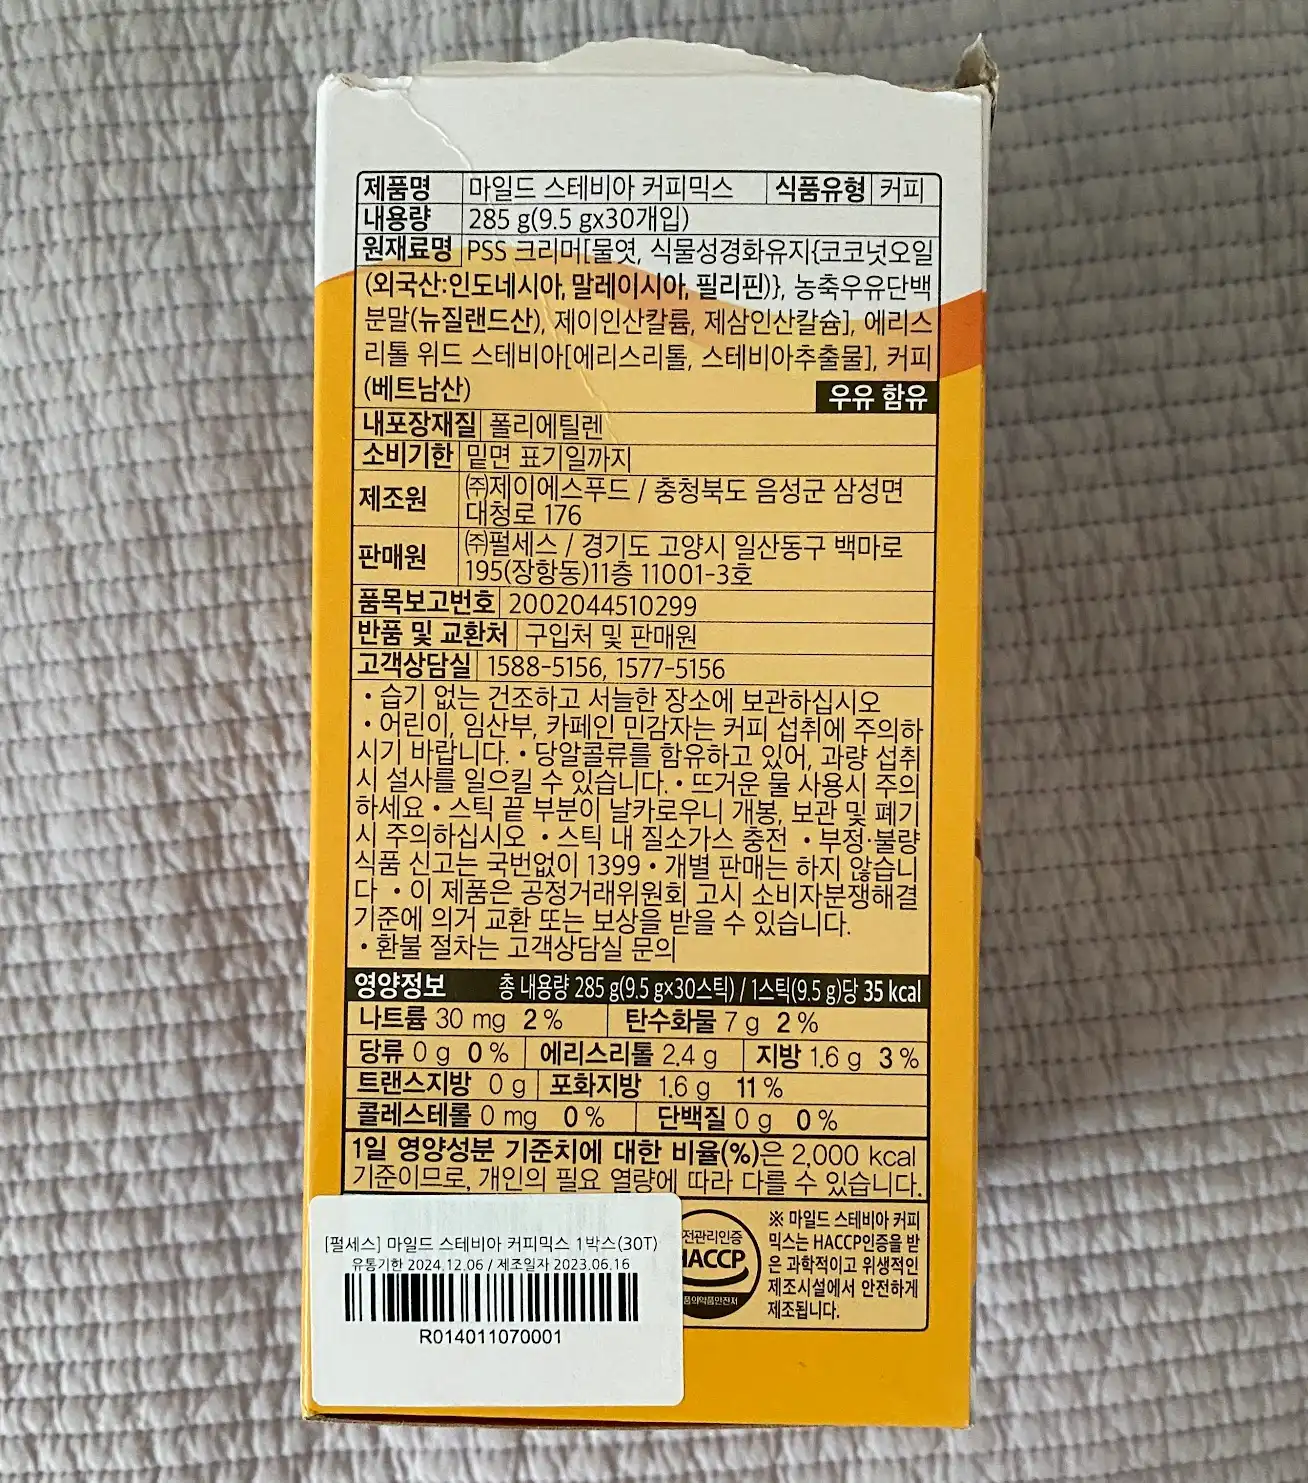 제품명 마일드 스테비아 커피믹스 식품유형 커피
내용량 285 g(9.5 gx30개입)
원재료명 PSS 크리머[물엿, 식물성경화유지{코코넛오일
(외국산:인도네시아, 말레이시아, 필리핀)}, 농축우유단백
분말(뉴질랜드산), 제이인산칼륨, 제삼인산칼슘], 에리스
리톨 위드 스테비아[에리스리톨, 스테비아추출물], 커피
(베트남산) 우유 함유
내포장재질 폴리에틸렌
소비기한 밑면 표기일까지
제조원 ㈜제이에스푸드 / 충청북도 음성군 삼성면
대청로 176
판매원 ㈜펄세스 / 경기도 고양시 일산동구 백마로
195(장항동)11층 11001-3호
품목보고번호 2002044510299
반품 및 교환처 구입처 및 판매원
고객상담실 1588-5156, 1577-5156
• 습기 없는 건조하고 서늘한 장소에 보관하십시오
• 어린이, 임산부, 카페인 민감자는 커피 섭취에 주의하
시기 바랍니다. • 당알콜류를 함유하고 있어, 과량 섭취
시 설사를 일으킬 수 있습니다. • 뜨거운 물 사용시 주의
하세요 • 스틱 끝 부분이 날카로우니 개봉, 보관 및 폐기
시 주의하십시오 • 스틱 내 질소가스 충전 • 부정·불량
식품 신고는 국번없이 1399 • 개별 판매는 하지 않습니
다 • 이 제품은 공정거래위원회 고시 소비자분쟁해결
기준에 의거 교환 또는 보상을 받을 수 있습니다.
• 환불 절차는 고객상담실 문의
영양정보 총 내용량 285 g(9.5 gx30스틱) / 1스틱(9.5 g)당 35 kcal
나트륨 30 mg 2 % 탄수화물 7 g 2 %
당류 0 g 0 % 에리스리톨 2.4 g 지방 1.6 g 3 %
트랜스지방 0 g 포화지방 1.6 g 11 %
콜레스테롤 0 mg 0 % 단백질 0 g 0 %
1일 영양성분 기준치에 대한 비율(%)은 2,000 kcal
기준이므로, 개인의 필요 열량에 따라 다를 수 있습니다.
[펄세스] 마일드 스테비아 커피믹스 1박스(30T)
유통기한 2024.12.06 / 제조일자 2023.06.16
R014011070001
전관리인증
HACCP
품의약품안전처
※ 마일드 스테비아 커피
믹스는 HACCP인증을 받
은 과학적이고 위생적인
제조시설에서 안전하게
제조됩니다.